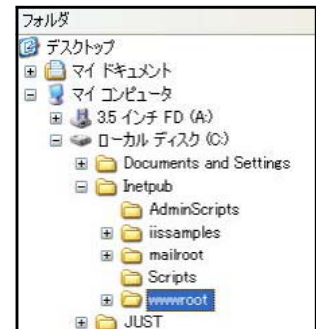 フォルダ
デスクトップ
マイ ドキュメント
マイ コンピュータ
3.5 インチ FD (A:)
ローカル ディスク (C:)
Documents and Settings
Inetpub
AdminScripts
iissamples
mailroot
Scripts
wwwroot
JUST